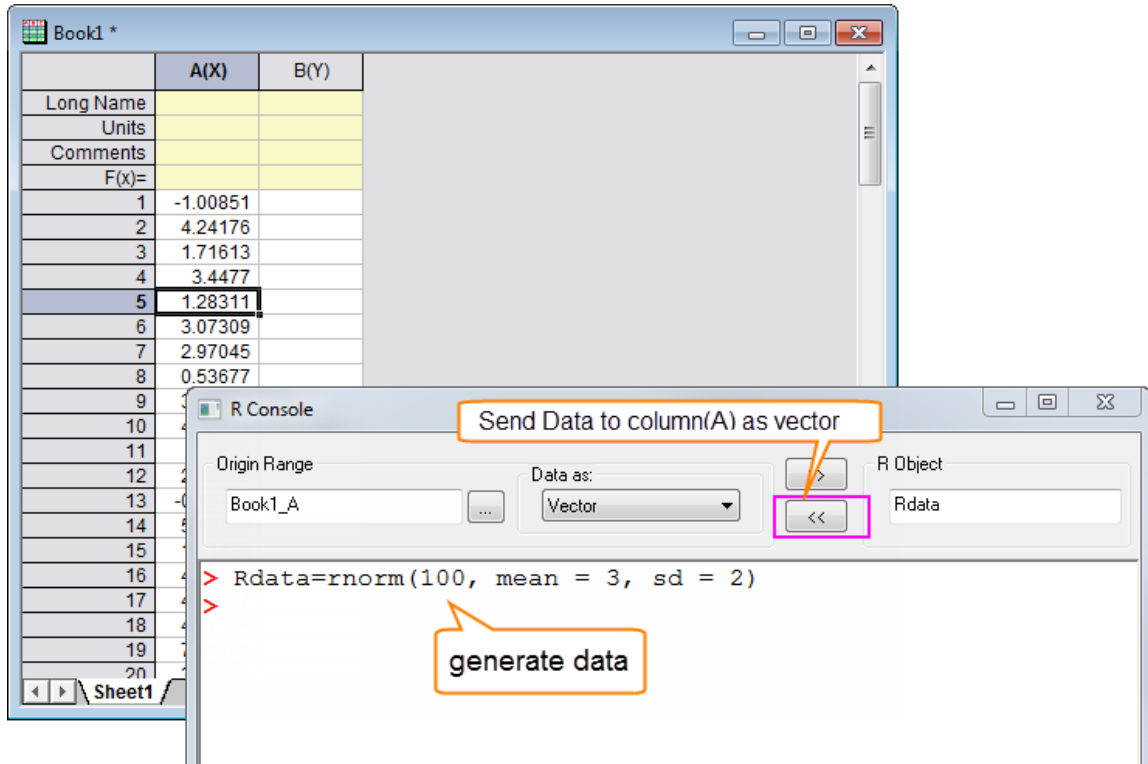 Book1 *
A(X) B(Y)
Long Name
Units
Comments
F(x)=
1 -1.00851
2 4.24176
3 1.71613
4 3.4477
5 1.28311
6 3.07309
7 2.97045
8 0.53677
9
10
11
12
13
14
15
16
17
18
19
20
Sheet1
R Console
Send Data to column(A) as vector
Origin Range
Data as:
R Object
Book1_A ... Vector << Rdata
> Rdata=rnorm(100, mean = 3, sd = 2)
>
generate data